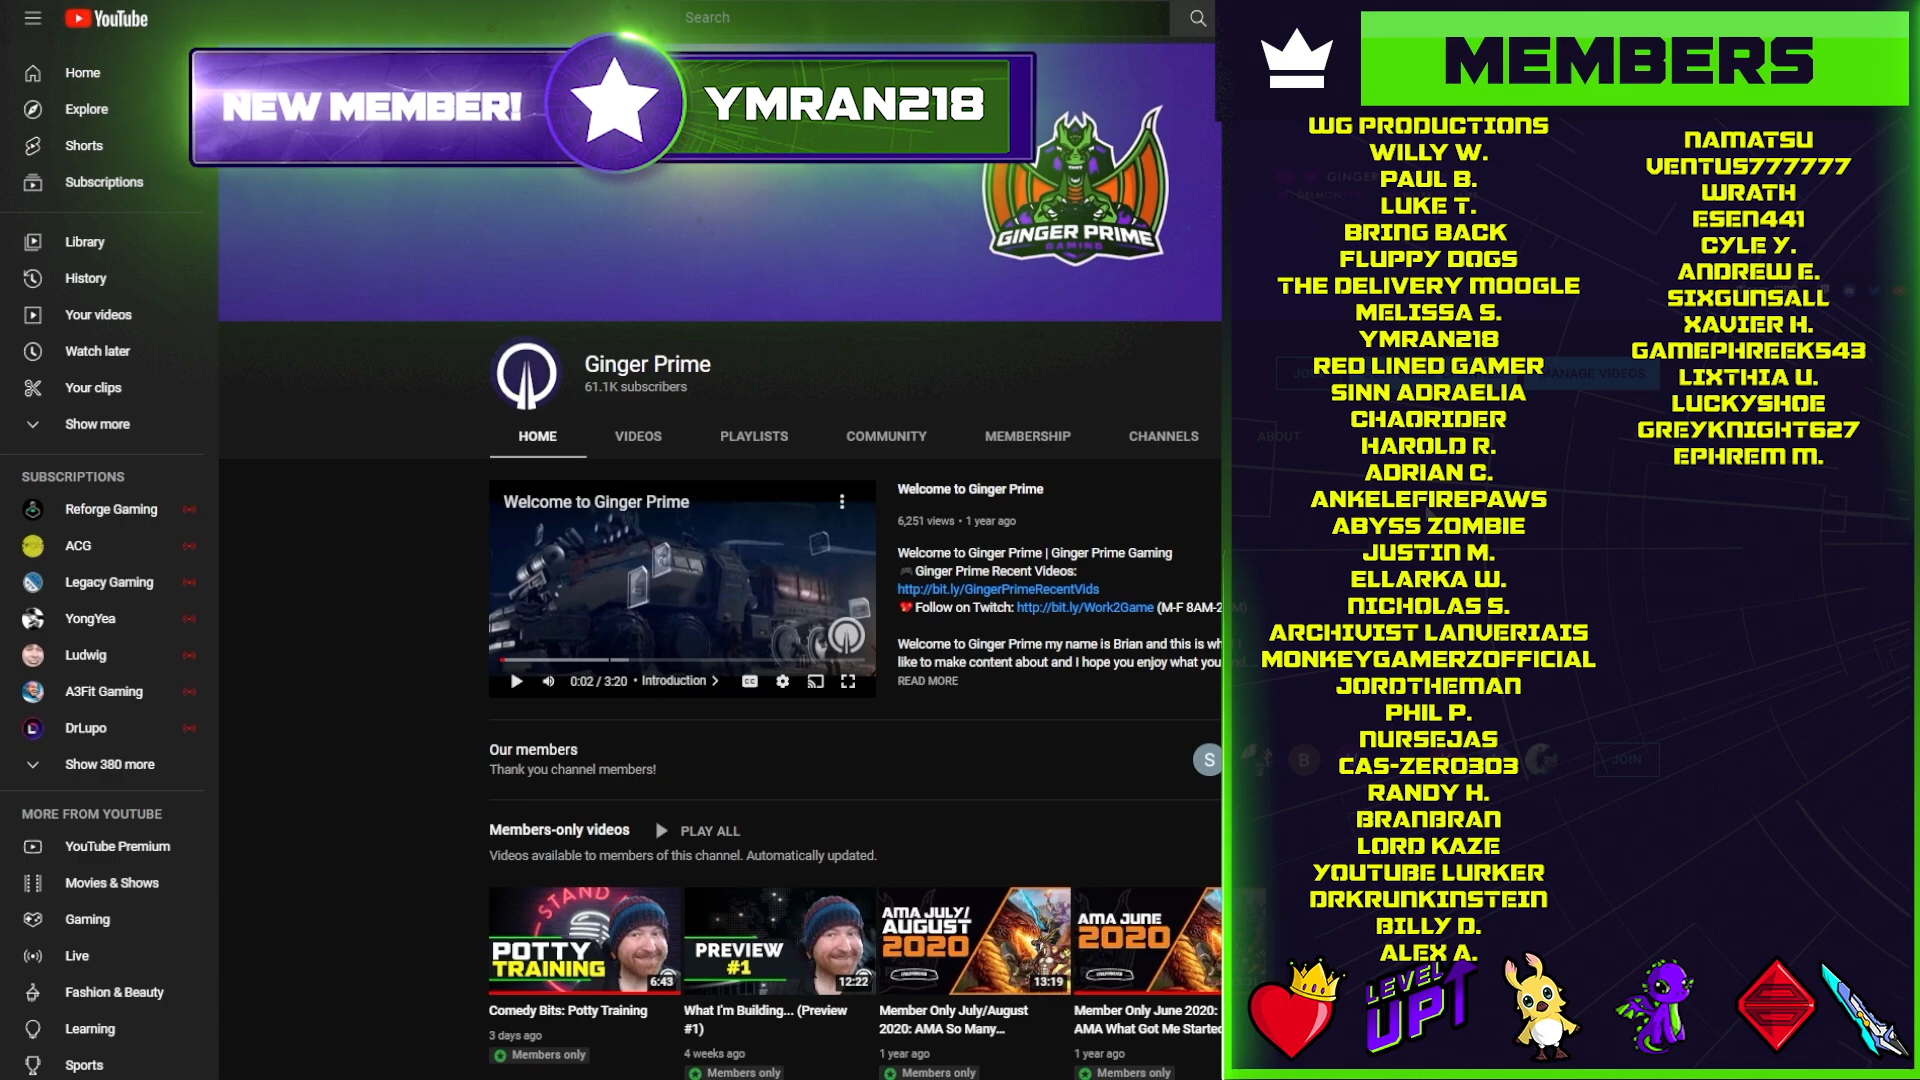 YouTube
Search
Home
Explore
Shorts
Subscriptions
Library
History
Your videos
Watch later
Your clips
Show more
SUBSCRIPTIONS
Reforge Gaming
ACG
Legacy Gaming
YongYea
Ludwig
A3Fit Gaming
DrLupo
Show 380 more
MORE FROM YOUTUBE
YouTube Premium
Movies & Shows
Gaming
Live
Fashion & Beauty
Learning
Sports
NEW MEMBER!
YMRAN218
GINGER PRIME
GAMING
Ginger Prime
61.1K subscribers
HOME VIDEOS PLAYLISTS COMMUNITY MEMBERSHIP CHANNELS ABOUT
Welcome to Ginger Prime
0:02 / 3:20 • Introduction
Welcome to Ginger Prime
6,251 views • 1 year ago
Welcome to Ginger Prime | Ginger Prime Gaming
🎮 Ginger Prime Recent Videos:
http://bit.ly/GingerPrimeRecentVids
Follow on Twitch: http://bit.ly/Work2Game (M-F 8AM-2
Welcome to Ginger Prime my name is Brian and this is
like to make content about and I hope you enjoy what you
READ MORE
Our members
Thank you channel members!
S
B
JOIN
MANAGE VIDEOS
Members-only videos PLAY ALL
Videos available to members of this channel. Automatically updated.
STAND
POTTY
TRAINING
6:43
Comedy Bits: Potty Training
3 days ago
Members only
PREVIEW
#1
12:22
What I'm Building... (Preview
#1)
4 weeks ago
Members only
AMA JULY/
AUGUST
2020
13:19
Member Only July/August
2020: AMA So Many...
1 year ago
Members only
AMA JUNE
2020
Member Only June 2020:
AMA What Got Me Started
1 year ago
Members only
MEMBERS
WG PRODUCTIONS
WILLY W.
PAUL B.
LUKE T.
BRING BACK
FLUPPY DOGS
THE DELIVERY MOOGLE
MELISSA S.
YMRAN218
RED LINED GAMER
SINN ADRAELIA
CHAORIDER
HAROLD R.
ADRIAN C.
ANKELEFIREPAWS
ABYSS ZOMBIE
JUSTIN M.
ELLARKA W.
NICHOLAS S.
ARCHIVIST LANVERIAIS
MONKEYGAMERZOFFICIAL
JORDTHEMAN
PHIL P.
NURSEJAS
CAS-ZERO303
RANDY H.
BRANBRAN
LORD KAZE
YOUTUBE LURKER
DRKRUNKINSTEIN
BILLY D.
ALEX A.
NAMATSU
VENTUS777777
WRATH
ESEN441
CYLE Y.
ANDREW E.
SIXGUNSALL
XAVIER H.
GAMEPHREEK543
LIXTHIA U.
LUCKYSHOE
GREYKNIGHT627
EPHREM M.
LEVEL
UP